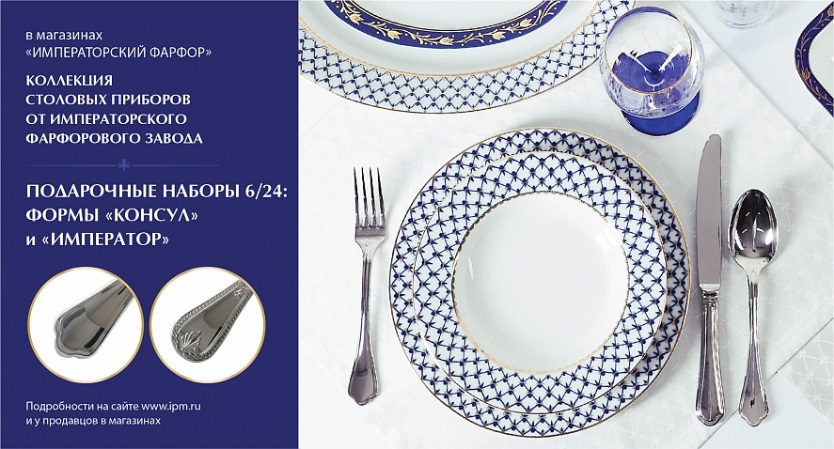 в магазинах
«ИМПЕРАТОРСКИЙ ФАРФОР»
КОЛЛЕКЦИЯ
СТОЛОВЫХ ПРИБОРОВ
ОТ ИМПЕРАТОРСКОГО
ФАРФОРОВОГО ЗАВОДА
ПОДАРОЧНЫЕ НАБОРЫ 6/24:
ФОРМЫ «КОНСУЛ»
и «ИМПЕРАТОР»
Подробности на сайте www.ipm.ru
и у продавцов в магазинах